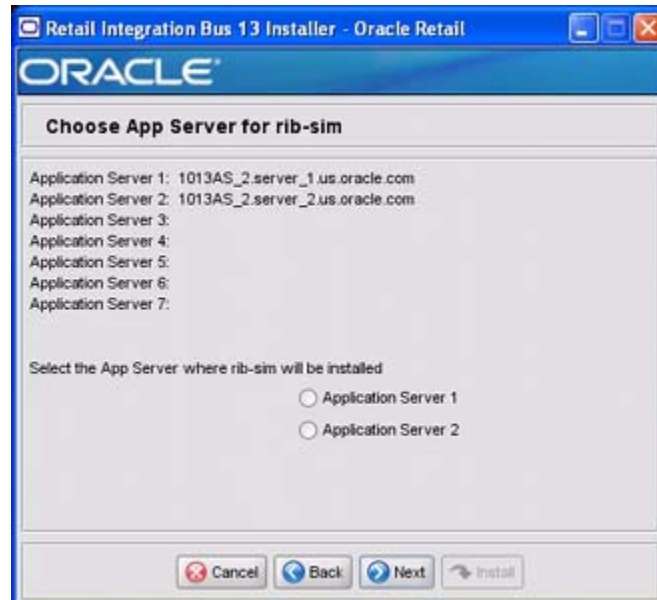 Retail Integration Bus 13 Installer - Oracle Retail
ORACLE
Choose App Server for rib-sim
Application Server 1: 1013AS_2.server_1.us.oracle.com
Application Server 2: 1013AS_2.server_2.us.oracle.com
Application Server 3:
Application Server 4:
Application Server 5:
Application Server 6:
Application Server 7:
Select the App Server where rib-sim will be installed
Application Server 1
Application Server 2
Cancel Back Next Install